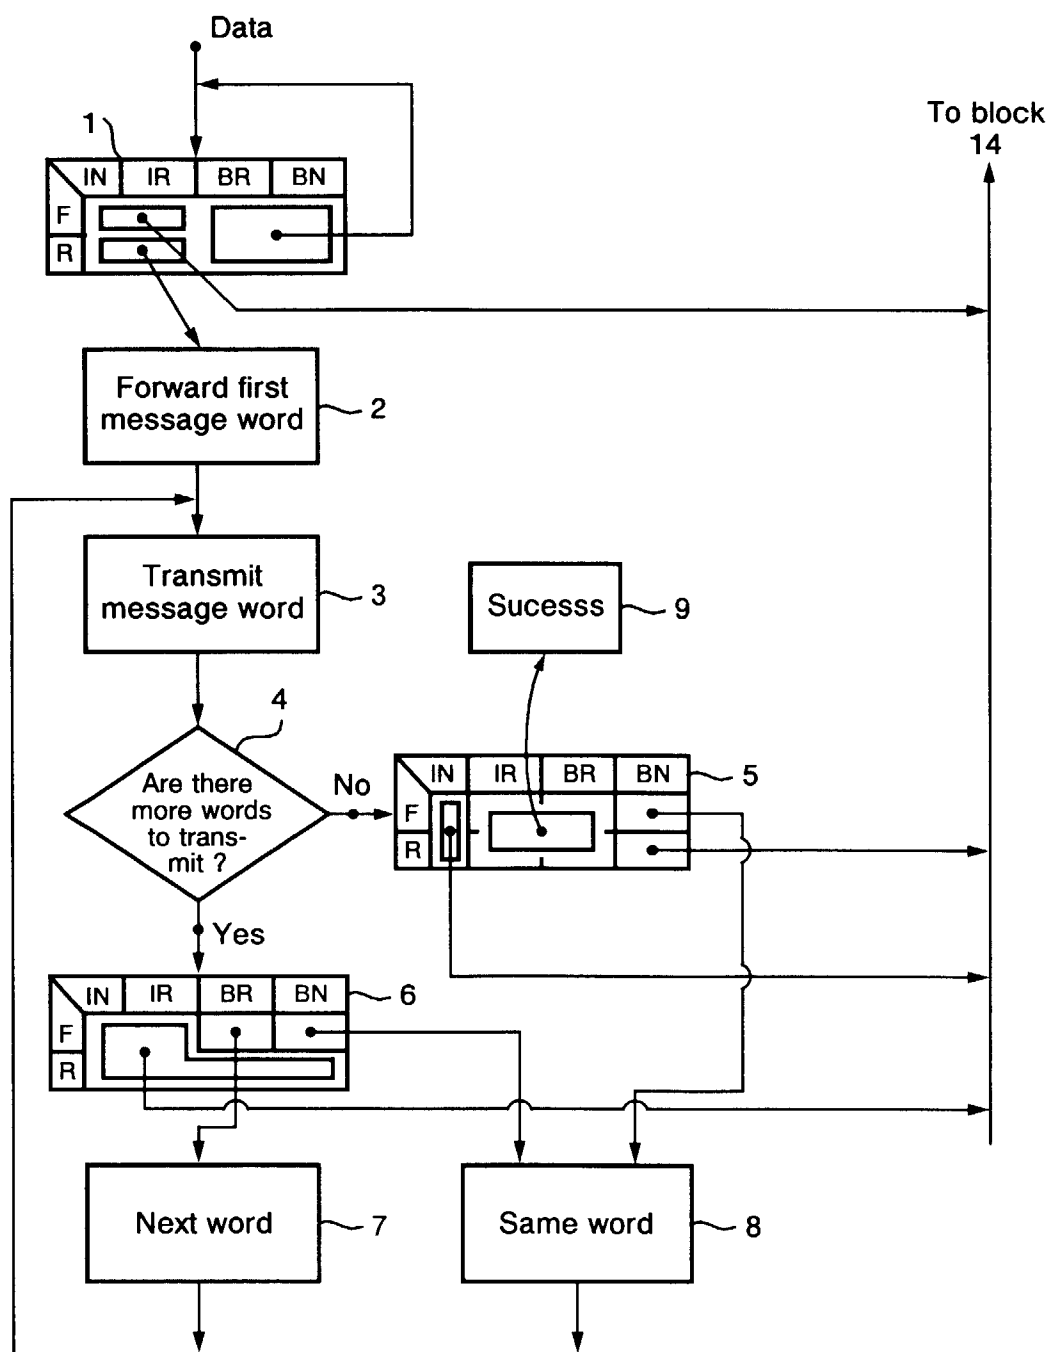 Data
To block
14
1
IN IR BR BN
F
R
Forward first
message word
2
Transmit
message word
3
Sucesss
9
4
Are there
more words
to trans-
mit ?
No
IN IR BR BN
5
F
R
Yes
IN IR BR BN
6
F
R
Next word
7
Same word
8